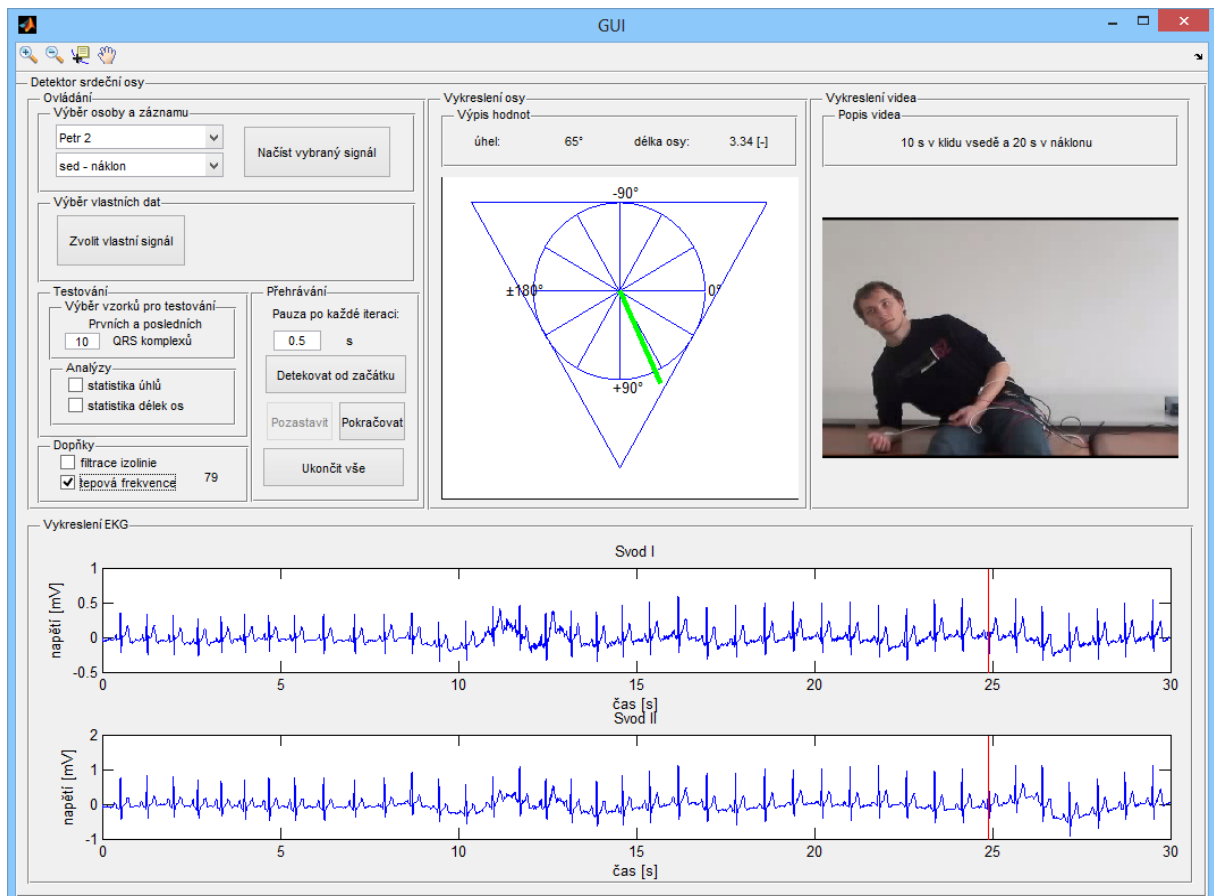 GUI
Detektor srdeční osy
Ovládání
Výběr osoby a záznamu
Petr 2
sed - náklon
Načíst vybraný signál
Výběr vlastních dat
Zvolit vlastní signál
Testování
Výběr vzorků pro testování
Prvních a posledních
10 QRS komplexů
Analýzy
statistika úhlů
statistika délek os
Doplňky
filtrace izolinie
tepová frekvence 79
Přehrávání
Pauza po každé iteraci:
0.5 s
Detekovat od začátku
Pozastavit
Pokračovat
Ukončit vše
Vykreslení osy
Výpis hodnot
úhel: 65° délka osy: 3.34 [-]
-90°
±180°
0°
+90°
Vykreslení videa
Popis videa
10 s v klidu vsedě a 20 s v náklonu
Vykreslení EKG
Svod I
napětí [mV]
1
0.5
0
-0.5
0 5 10 15 20 25 30
čas [s]
Svod II
napětí [mV]
2
1
0
-1
0 5 10 15 20 25 30
čas [s]